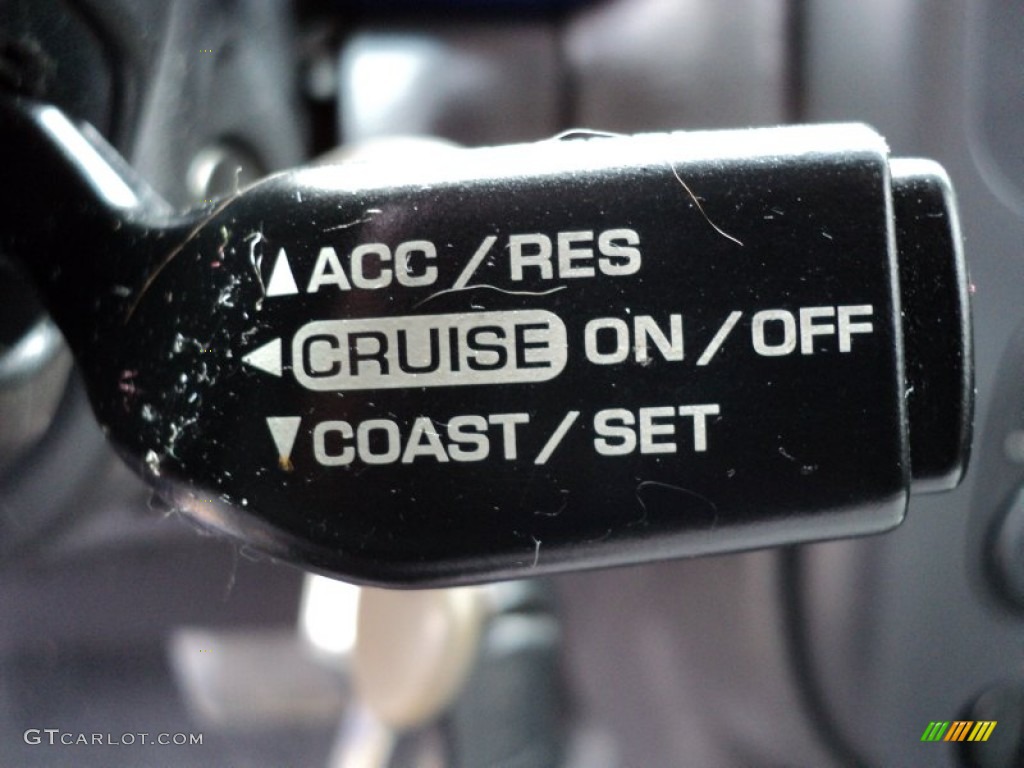 ▲ACC/RES
◀CRUISE ON/OFF
▼COAST/SET
GTCARLOT.COM